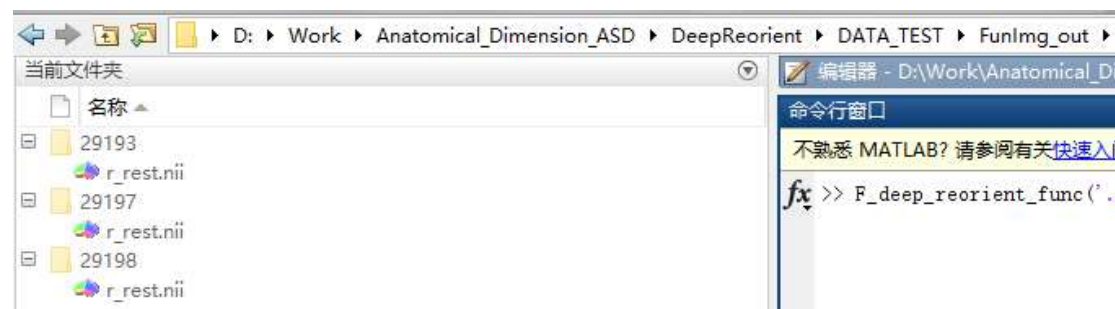 D: ▸ Work ▸ Anatomical_Dimension_ASD ▸ DeepReorient ▸ DATA_TEST ▸ FunImg_out ▸
当前文件夹
编辑器 - D:\Work\Anatomical_Di
名称
命令行窗口
29193
不熟悉 MATLAB? 请参阅有关快速入
r_rest.nii
fx >> F_deep_reorient_func('.
29197
r_rest.nii
29198
r_rest.nii